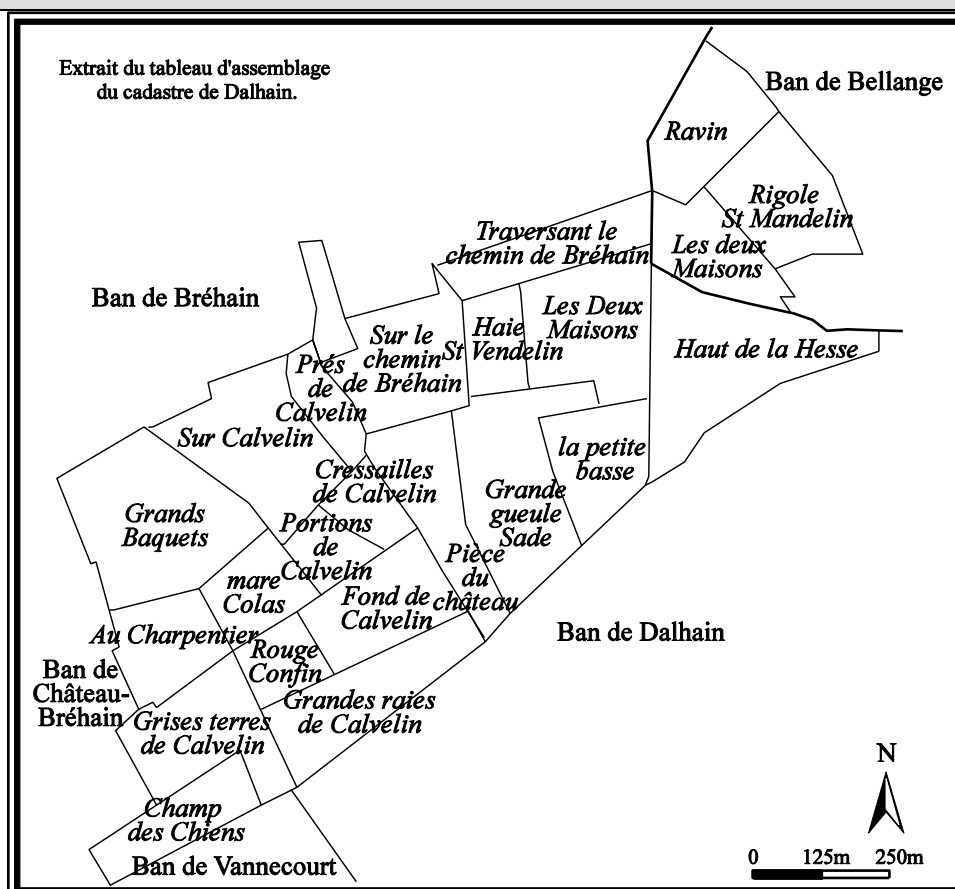 Extrait du tableau d'assemblage
du cadastre de Dalhain.
Ban de Bellange
Ravin
Rigole
St Mandelin
Traversant le
chemin de Bréhain
Les deux
Maisons
Ban de Bréhain
Les Deux
Maisons
Haie
St Vendelin
Sur le
chemin
de Bréhain
Haut de la Hesse
Prés
de
Calvelin
Sur Calvelin
la petite
basse
Cressailles
de Calvelin
Grande
gueule
Sade
Grands
Baquets
Portions
de
Calvelin
Pièce
du
château
mare
Colas
Fond de
Calvelin
Au Charpentier
Ban de Dalhain
Rouge
Confin
Ban de
Château-
Bréhain
Grandes raies
de Calvelin
Grises terres
de Calvelin
N
Champ
des Chiens
Ban de Vannecourt
0 125m 250m